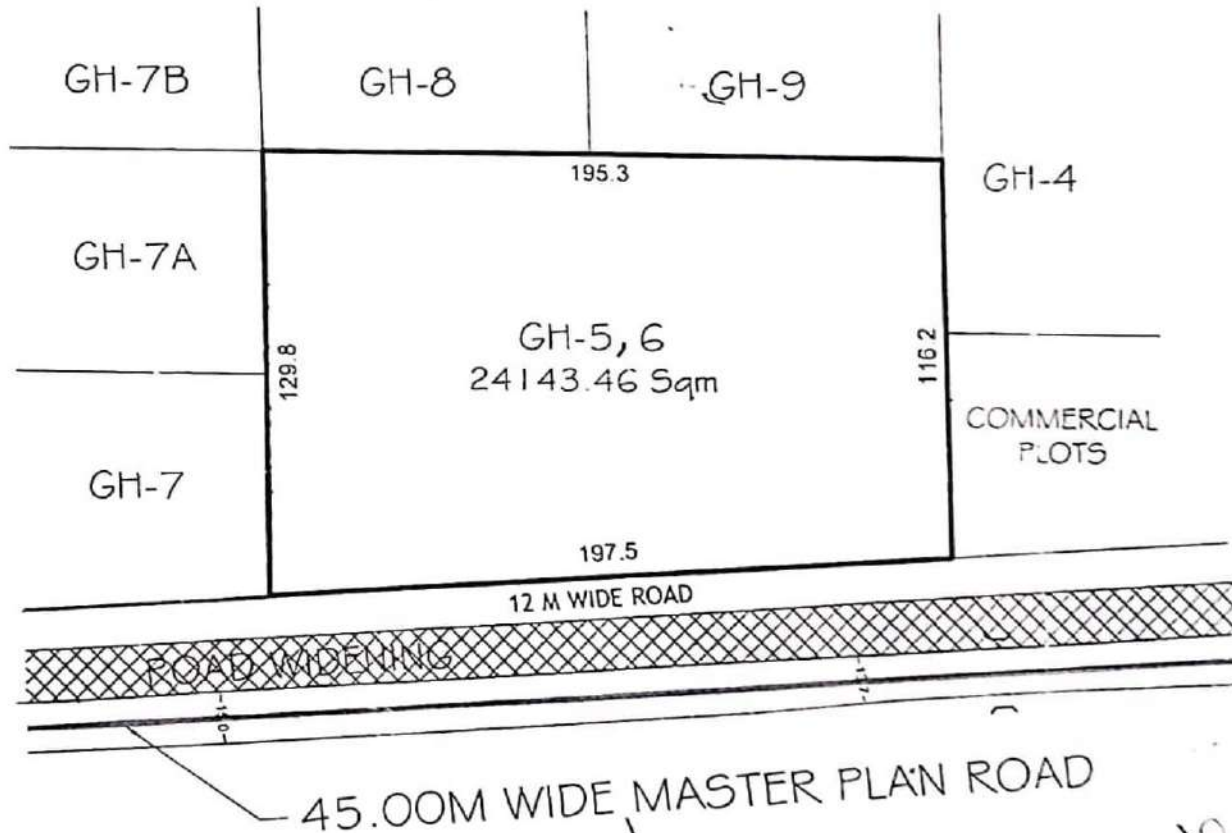 GH-7B
GH-8
GH-9
195.3
GH-4
GH-7A
GH-5, 6
24143.46 Sqm
129.8
116.2
COMMERCIAL
PLOTS
GH-7
197.5
12 M WIDE ROAD
ROAD WIDENING
45.00M WIDE MASTER PLAN ROAD